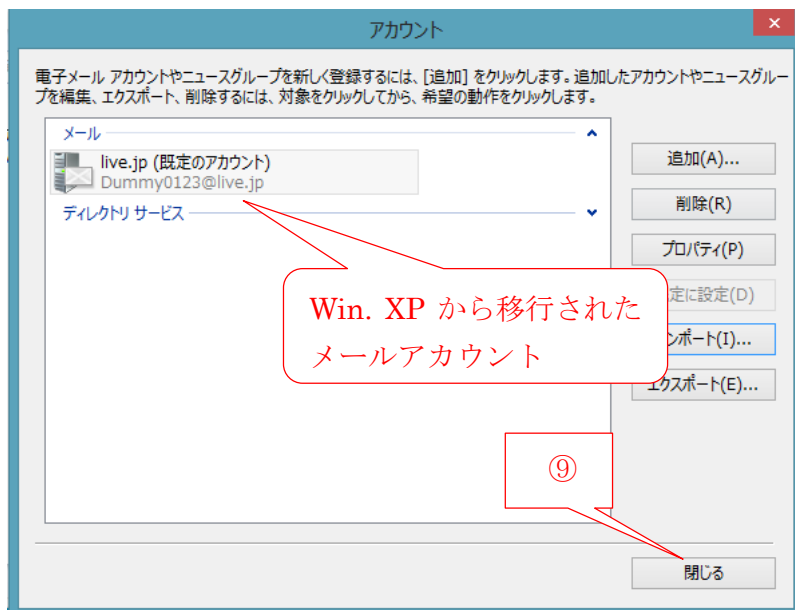 アカウント
電子メール アカウントやニュースグループを新しく登録するには、[追加] をクリックします。追加したアカウントやニュースグルー
プを編集、エクスポート、削除するには、対象をクリックしてから、希望の動作をクリックします。
メール
live.jp (既定のアカウント)
Dummy0123@live.jp
ディレクトリ サービス
追加(A)...
削除(R)
プロパティ(P)
定に設定(D)
ンポート(I)...
エクスポート(E)...
Win. XP から移行された
メールアカウント
⑨
閉じる